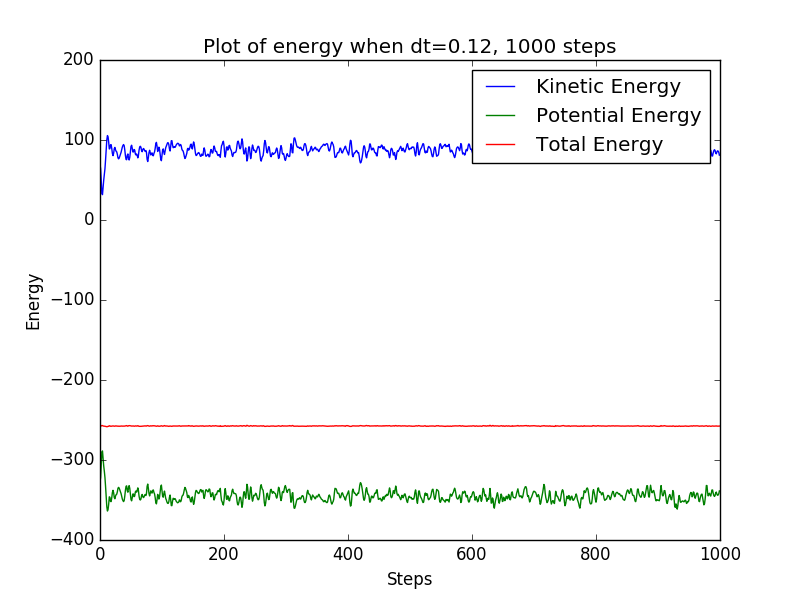 Plot of energy when dt=0.12, 1000 steps
Kinetic Energy
Potential Energy
Total Energy
200
100
0
−100
−200
−300
−400
Energy
0
200
400
600
800
1000
Steps